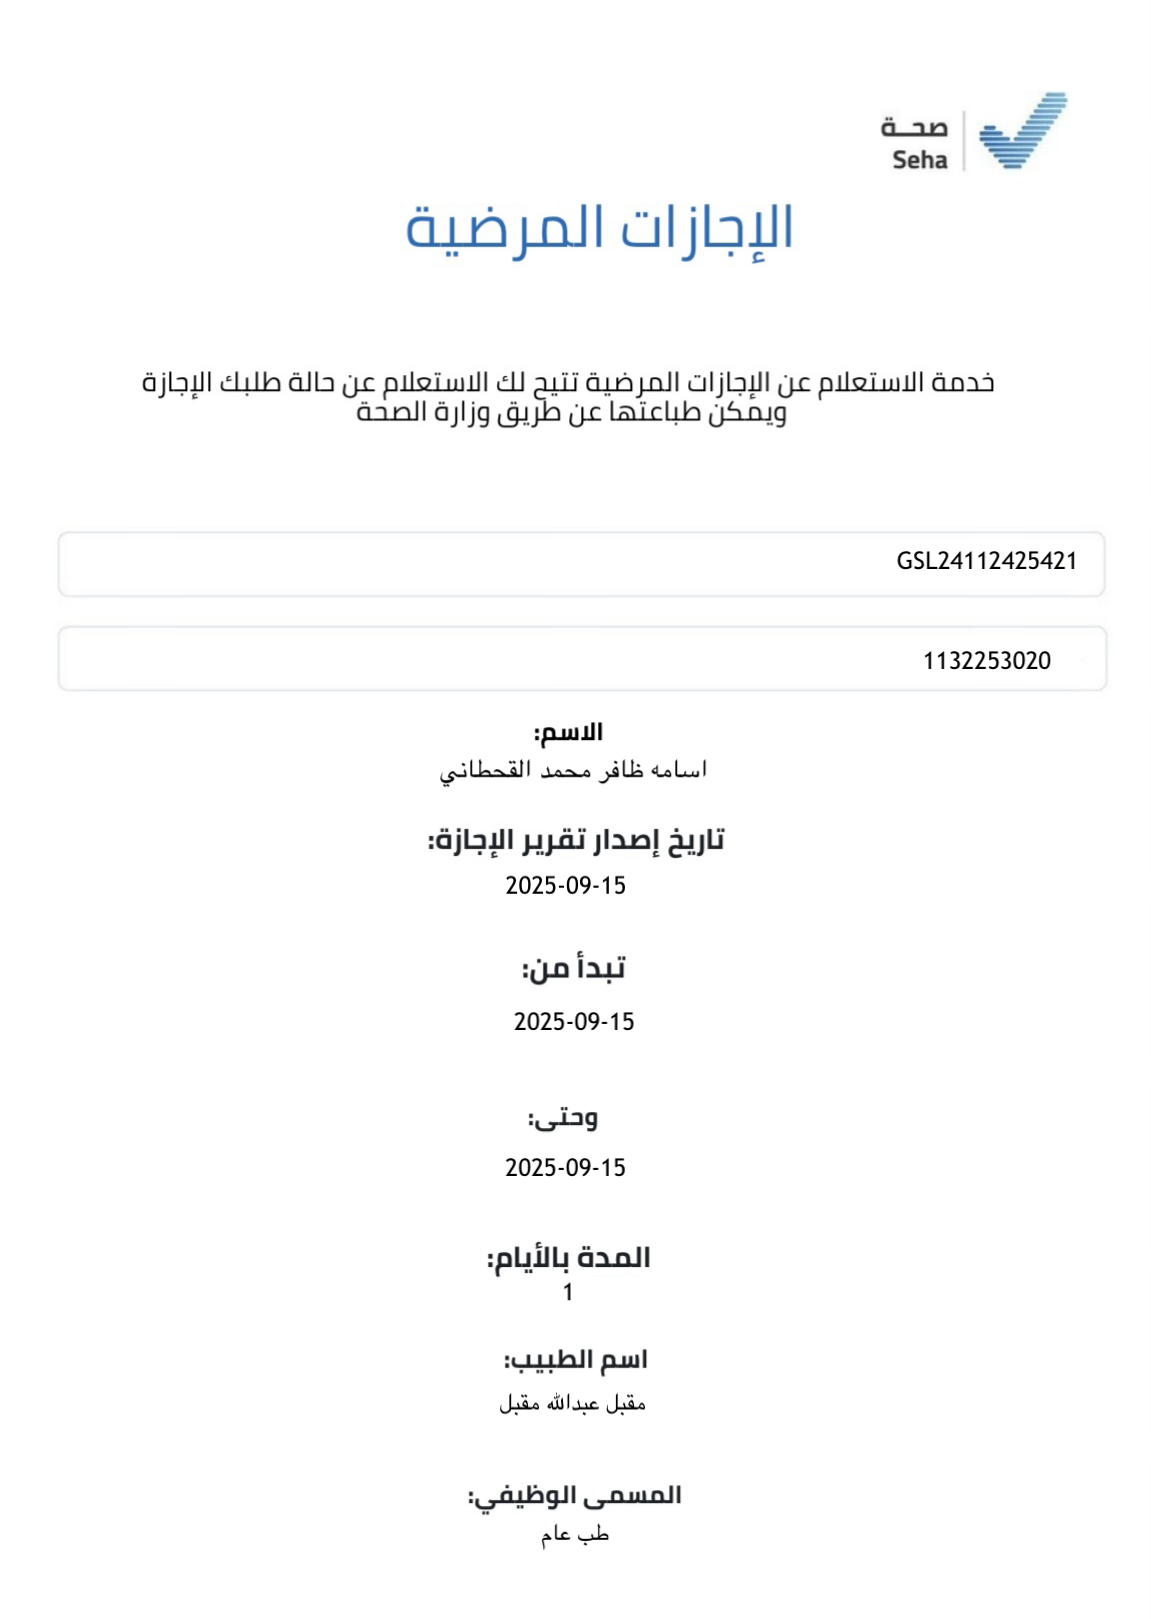 صحة
Seha
الإجازات المرضية
خدمة الاستعلام عن الإجازات المرضية تتيح لك الاستعلام عن حالة طلبك الإجازة
ويمكن طباعتها عن طريق وزارة الصحة
GSL24112425421
1132253020
الاسم:
اسامه ظافر محمد القحطاني
تاريخ إصدار تقرير الإجازة:
2025-09-15
تبدأ من:
2025-09-15
وحتى:
2025-09-15
المدة بالأيام:
1
اسم الطبيب:
مقبل عبدالله مقبل
المسمى الوظيفي:
طب عام